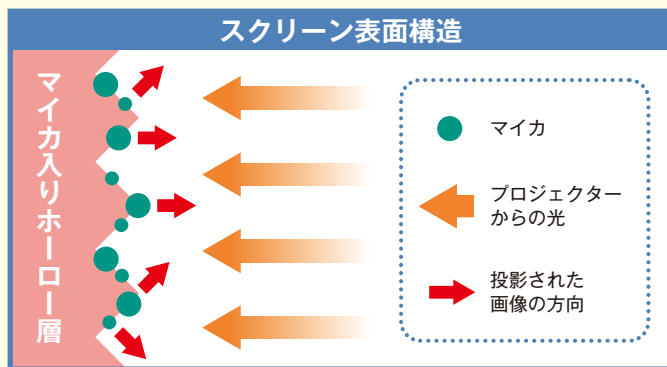 スクリーン表面構造
マイカ入りホーロー層
マイカ
プロジェクター
からの光
投影された
画像の方向